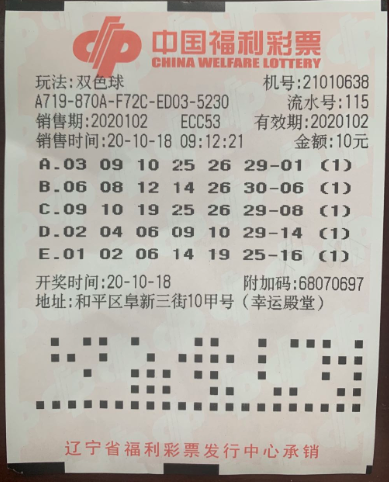 中国福利彩票
CHINA WELFARE LOTTERY
玩法:双色球 机号:21010638
A719-870A-F72C-ED03-5230 流水号:115
销售期:2020102 ECC53 有效期:2020102
销售时间:20-10-18 09:12:21 金额:10元
A.03 09 10 25 26 29-01 (1)
B.06 08 12 14 26 30-06 (1)
C.09 10 19 25 26 29-08 (1)
D.02 04 06 09 10 29-14 (1)
E.01 02 06 14 19 25-16 (1)
开奖时间:20-10-18 附加码:68070697
地址:和平区阜新三街10甲号(幸运殿堂)
辽宁省福利彩票发行中心承销